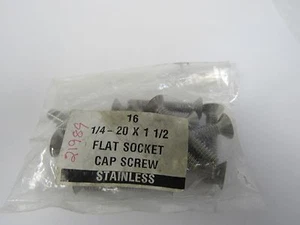 16
1/4-20 X 1 1/2
FLAT SOCKET
CAP SCREW
STAINLESS
21989